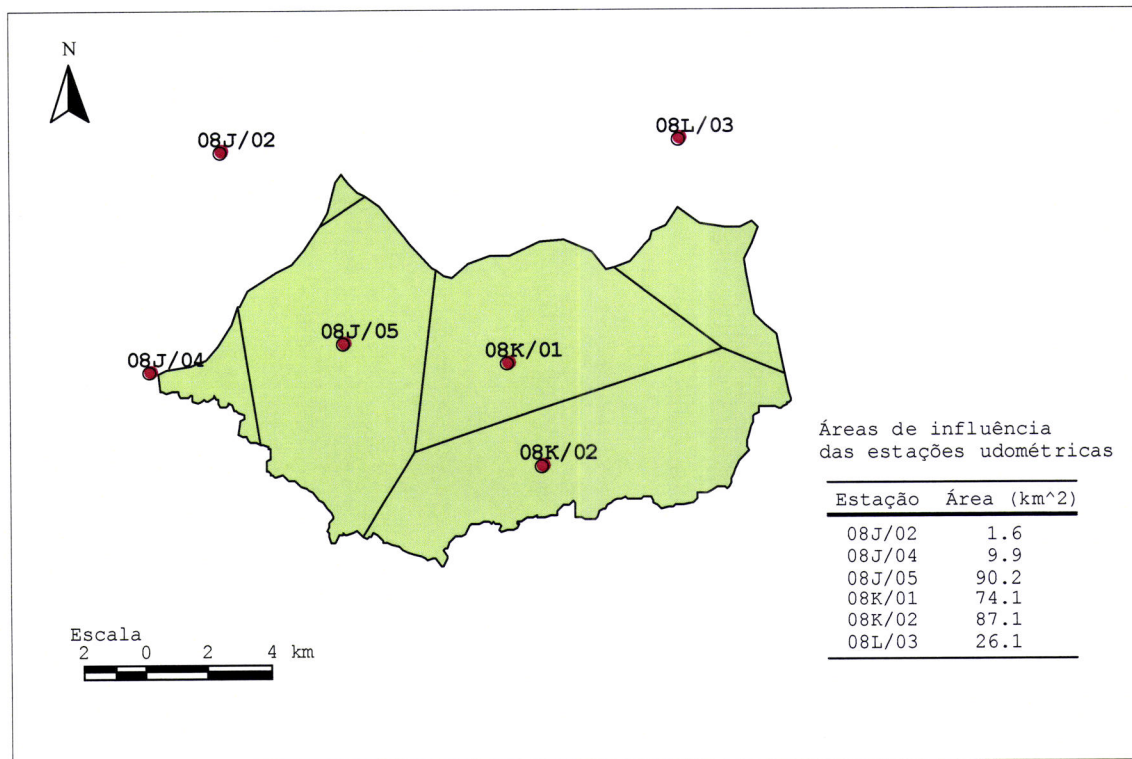 N
08J/02
08L/03
08J/05
08J/04
08K/01
08K/02
Áreas de influência
das estações udométricas
Estação Área (km^2)
08J/02 1.6
08J/04 9.9
08J/05 90.2
08K/01 74.1
08K/02 87.1
08L/03 26.1
Escala
2 0 2 4 km